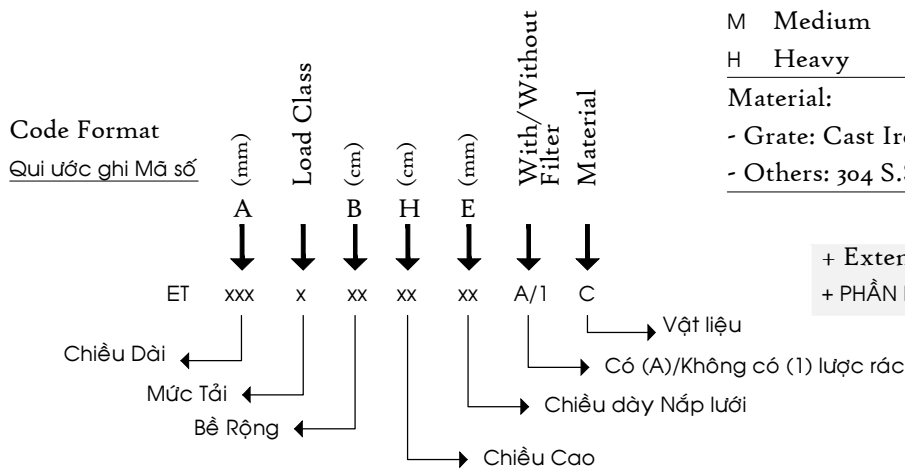 M Medium
H Heavy
Material:
- Grate: Cast
- Others: 304
Code Format
Qui ước ghi Mã số
(mm)
Load Class
(cm)
(cm)
(mm)
With/Without
Filter
Material
A B H E
ET xxx x xx xx xx A/1 C
+ PHẦN
Vật liệu
Chiều Dài
Có (A)/Không có (1) lược rác
Mức Tải
Chiều dày Nắp lưới
Bề Rộng
Chiều Cao